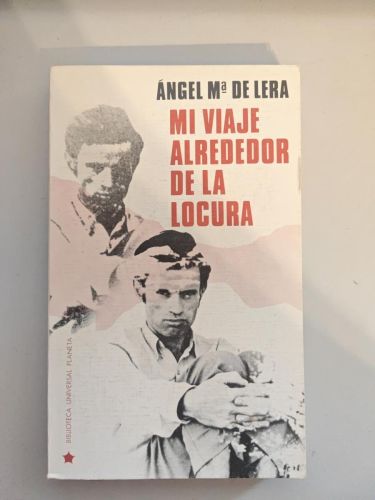 ÁNGEL Mª DE LERA
MI VIAJE
ALREDEDOR
DE LA
LOCURA
BIBLIOTECA UNIVERSAL PLANETA